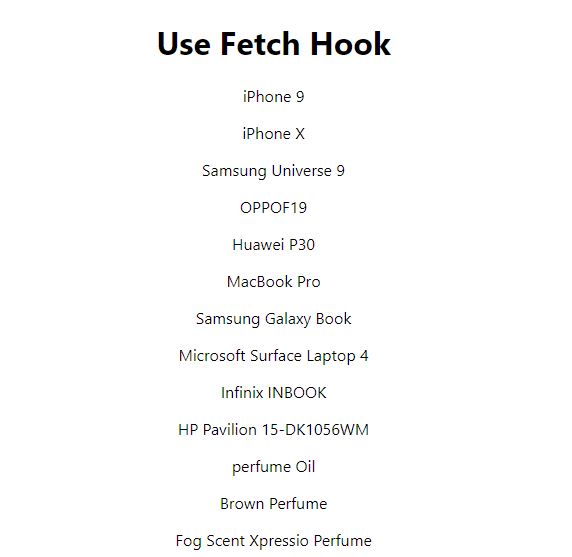 Use Fetch Hook
iPhone 9
iPhone X
Samsung Universe 9
OPPOF19
Huawei P30
MacBook Pro
Samsung Galaxy Book
Microsoft Surface Laptop 4
Infinix INBOOK
HP Pavilion 15-DK1056WM
perfume Oil
Brown Perfume
Fog Scent Xpressio Perfume